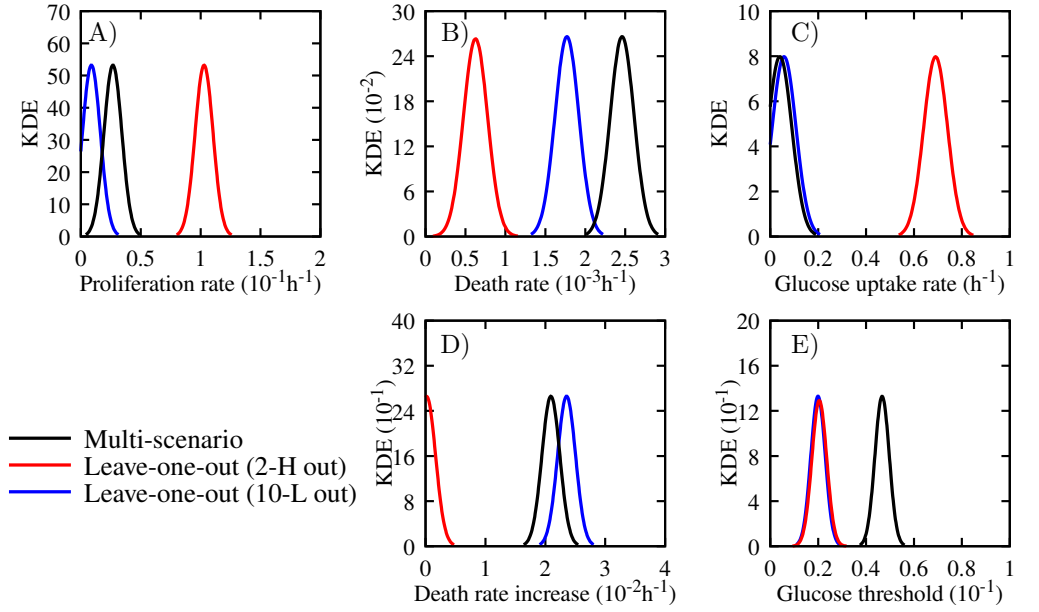 A)
KDE
70
60
50
40
30
20
10
0
0 0.5 1 1.5 2
Proliferation rate (10⁻¹h⁻¹)
B)
KDE (10⁻²)
30
24
18
12
6
0
0 0.5 1 1.5 2 2.5 3
Death rate (10⁻³h⁻¹)
C)
KDE
10
8
6
4
2
0
0 0.2 0.4 0.6 0.8 1
Glucose uptake rate (h⁻¹)
D)
KDE (10⁻¹)
40
32
24
16
8
0
0 1 2 3 4
Death rate increase (10⁻²h⁻¹)
E)
KDE (10⁻¹)
20
16
12
8
4
0
0 0.2 0.4 0.6 0.8 1
Glucose threshold (10⁻¹)
Multi-scenario
Leave-one-out (2-H out)
Leave-one-out (10-L out)